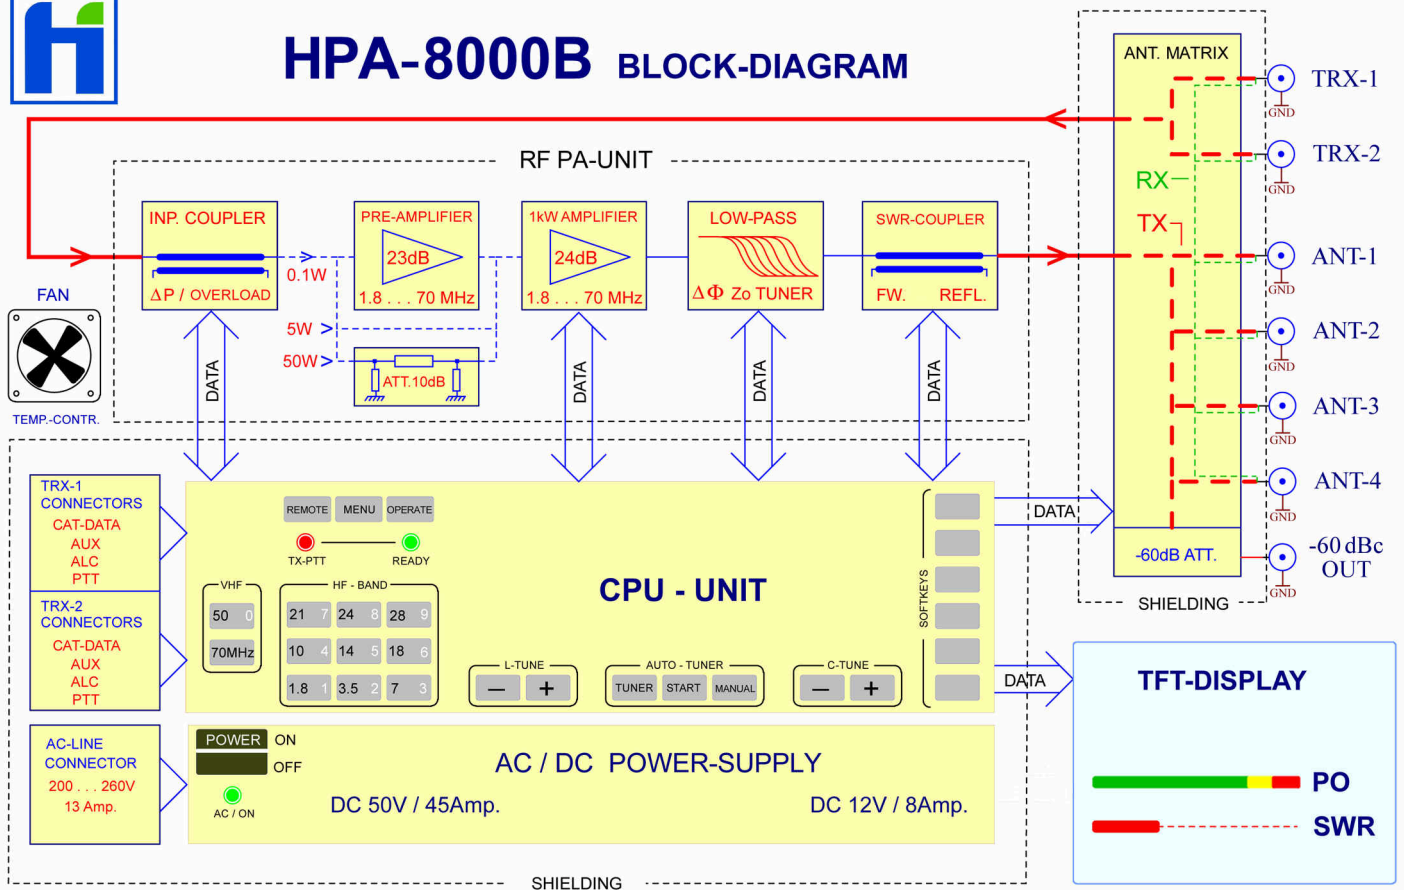 HPA-8000B BLOCK-DIAGRAM
ANT. MATRIX
TRX-1
GND
TRX-2
GND
RX
TX
ANT-1
GND
ANT-2
GND
ANT-3
GND
ANT-4
GND
-60dB ATT.
-60 dBc
OUT
GND
SHIELDING
RF PA-UNIT
INP. COUPLER
ΔP / OVERLOAD
0.1W
5W
50W
PRE-AMPLIFIER
23dB
1.8 . . . 70 MHz
ATT.10dB
1kW AMPLIFIER
24dB
1.8 . . . 70 MHz
LOW-PASS
ΔΦ Zo TUNER
SWR-COUPLER
FW. REFL.
FAN
TEMP.-CONTR.
DATA
DATA
DATA
DATA
TRX-1
CONNECTORS
CAT-DATA
AUX
ALC
PTT
TRX-2
CONNECTORS
CAT-DATA
AUX
ALC
PTT
REMOTE MENU OPERATE
TX-PTT READY
VHF
50 0
70MHz
HF - BAND
21 7 24 8 28 9
10 4 14 5 18 6
1.8 1 3.5 2 7 3
CPU - UNIT
L-TUNE
— +
AUTO - TUNER
TUNER START MANUAL
C-TUNE
— +
SOFTKEYS
DATA
DATA
AC-LINE
CONNECTOR
200 . . . 260V
13 Amp.
POWER ON
OFF
AC / ON
AC / DC POWER-SUPPLY
DC 50V / 45Amp. DC 12V / 8Amp.
SHIELDING
TFT-DISPLAY
PO
SWR